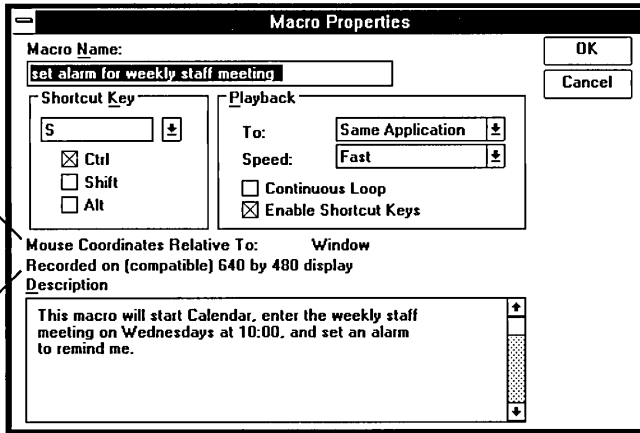 Macro Properties
Macro Name:
set alarm for weekly staff meeting
OK
Cancel
Shortcut Key
S
Ctrl
Shift
Alt
Playback
To: Same Application
Speed: Fast
Continuous Loop
Enable Shortcut Keys
Mouse Coordinates Relative To: Window
Recorded on (compatible) 640 by 480 display
Description
This macro will start Calendar, enter the weekly staff
meeting on Wednesdays at 10:00, and set an alarm
to remind me.